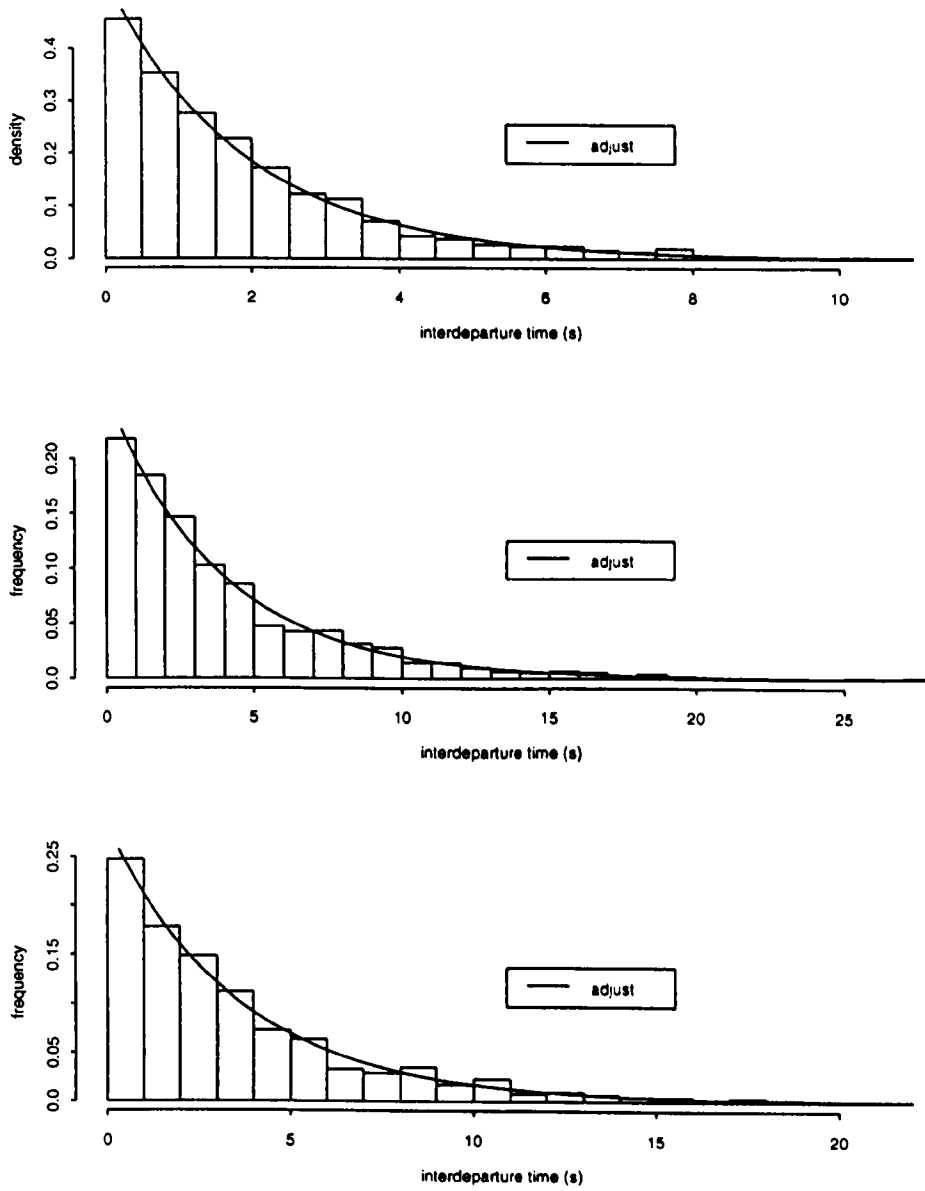 density
0.0 0.1 0.2 0.3 0.4
adjust
0 2 4 6 8 10
interdeparture time (s)
frequency
0.0 0.05 0.10 0.15 0.20
adjust
0 5 10 15 20 25
interdeparture time (s)
frequency
0.0 0.05 0.15 0.25
adjust
0 5 10 15 20
interdeparture time (s)